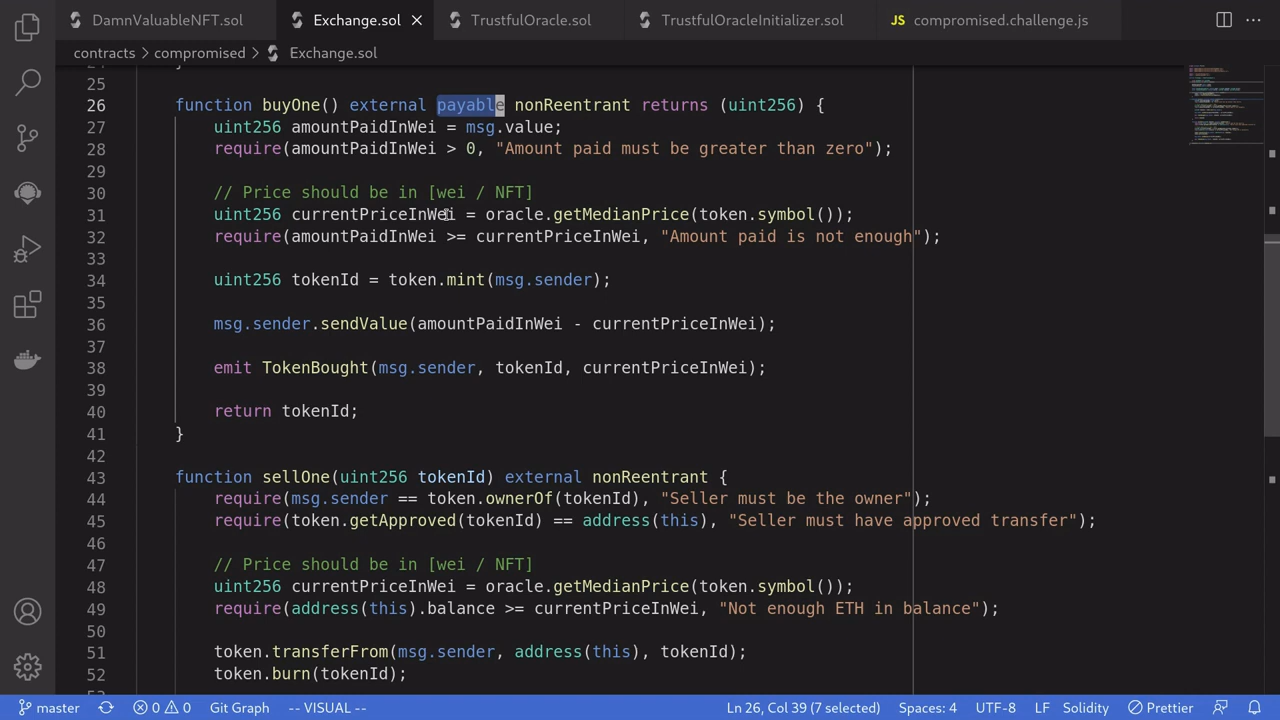 DamnValuableNFT.sol Exchange.sol TrustfulOracle.sol TrustfulOracleInitializer.sol compromised.challenge.js
contracts > compromised > Exchange.sol
25
26 function buyOne() external payable nonReentrant returns (uint256) {
27 uint256 amountPaidInWei = msg.value;
28 require(amountPaidInWei > 0, "Amount paid must be greater than zero");
29
30 // Price should be in [wei / NFT]
31 uint256 currentPriceInWei = oracle.getMedianPrice(token.symbol());
32 require(amountPaidInWei >= currentPriceInWei, "Amount paid is not enough");
33
34 uint256 tokenId = token.mint(msg.sender);
35
36 msg.sender.sendValue(amountPaidInWei - currentPriceInWei);
37
38 emit TokenBought(msg.sender, tokenId, currentPriceInWei);
39
40 return tokenId;
41 }
42
43 function sellOne(uint256 tokenId) external nonReentrant {
44 require(msg.sender == token.ownerOf(tokenId), "Seller must be the owner");
45 require(token.getApproved(tokenId) == address(this), "Seller must have approved transfer");
46
47 // Price should be in [wei / NFT]
48 uint256 currentPriceInWei = oracle.getMedianPrice(token.symbol());
49 require(address(this).balance >= currentPriceInWei, "Not enough ETH in balance");
50
51 token.transferFrom(msg.sender, address(this), tokenId);
52 token.burn(tokenId);
master 0 0 Git Graph -- VISUAL -- Ln 26, Col 39 (7 selected) Spaces: 4 UTF-8 LF Solidity Prettier